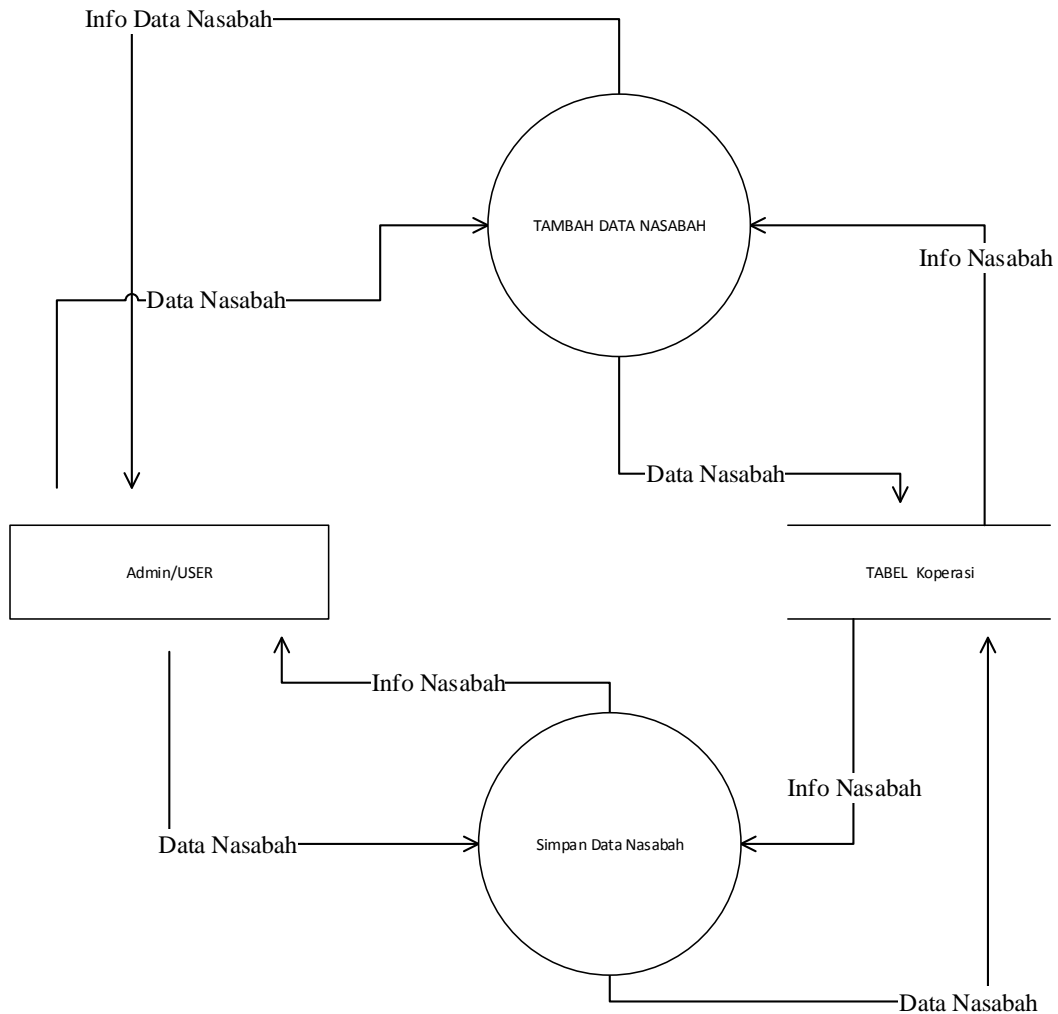 Info Data Nasabah
TAMBAH DATA NASABAH
Info Nasabah
Data Nasabah
Data Nasabah
Admin/USER
TABEL  Koperasi
Info Nasabah
Info Nasabah
Data Nasabah
Simpan Data Nasabah
Data Nasabah